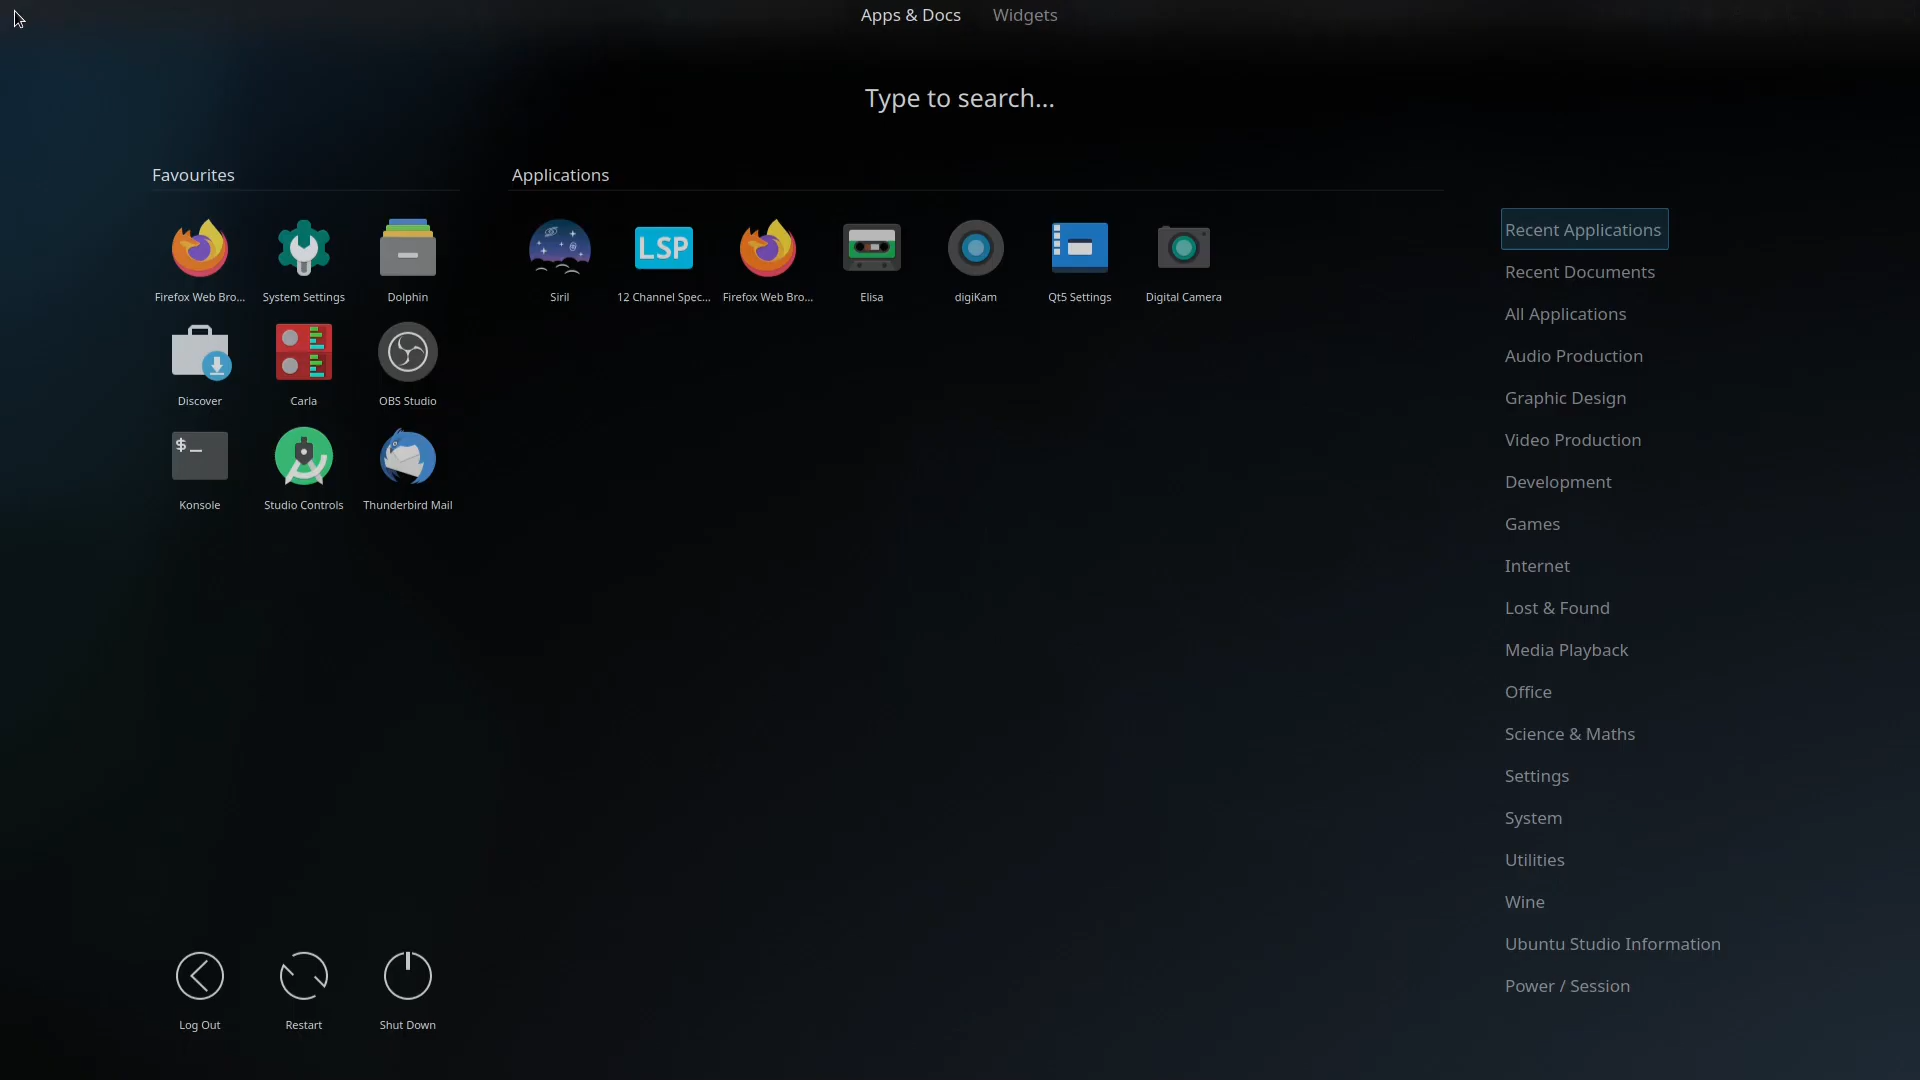 Apps & Docs Widgets
Type to search...
Favourites
Firefox Web Bro... System Settings Dolphin
Discover Carla OBS Studio
$_
Konsole Studio Controls Thunderbird Mail
Applications
LSP
Siril 12 Channel Spec... Firefox Web Bro... Elisa digiKam Qt5 Settings Digital Camera
Recent Applications
Recent Documents
All Applications
Audio Production
Graphic Design
Video Production
Development
Games
Internet
Lost & Found
Media Playback
Office
Science & Maths
Settings
System
Utilities
Wine
Ubuntu Studio Information
Power / Session
Log Out Restart Shut Down